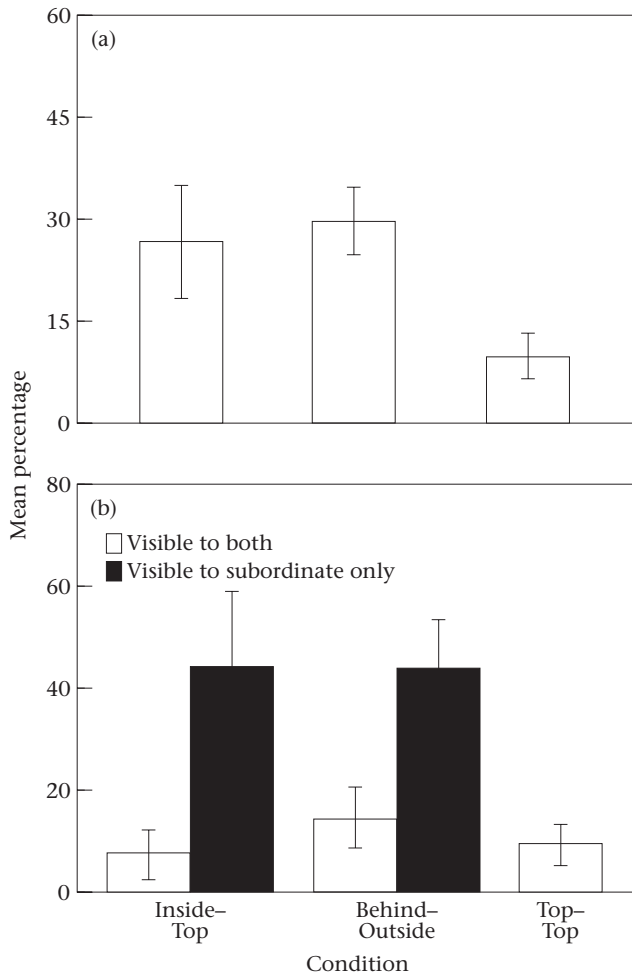 60
(a)
45
30
15
0
Mean percentage
80
(b)
Visible to both
Visible to subordinate only
60
40
20
0
Inside–
Top
Behind–
Outside
Top–
Top
Condition